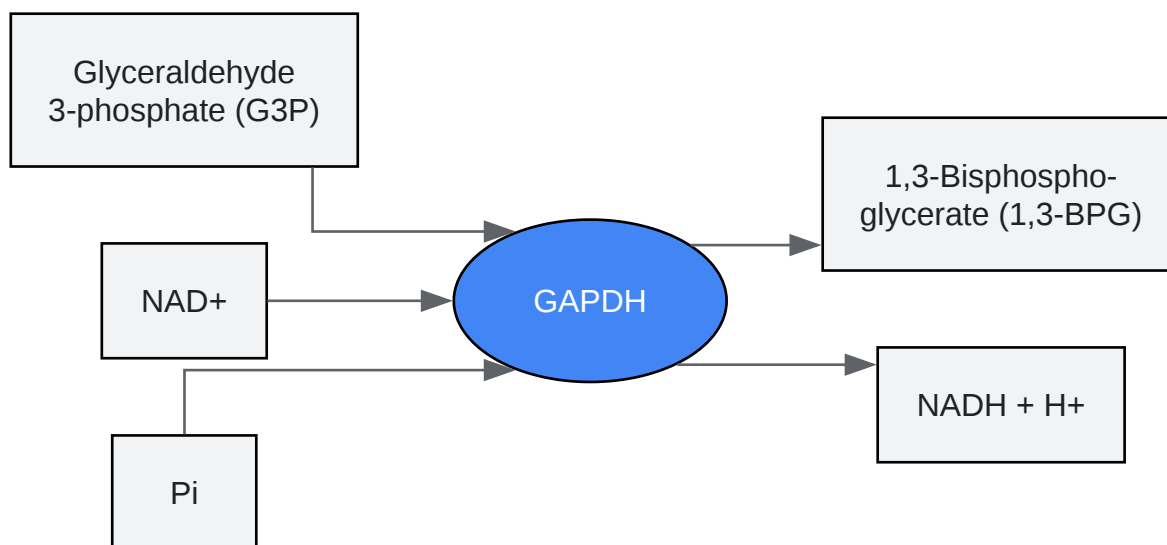 Glyceraldehyde
3-phosphate (G3P)
1,3-Bisphospho-
glycerate (1,3-BPG)
NAD+
GAPDH
NADH + H+
Pi